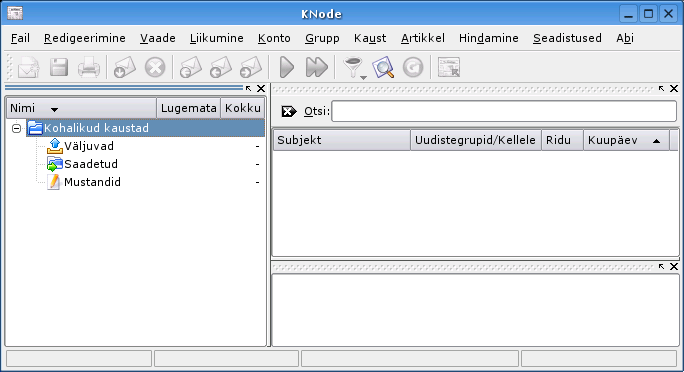 KNode
Fail Redigeerimine Vaade Liikumine Konto Grupp Kaust Artikkel Hindamine Seadistused Abi
Nimi Lugemata Kokku
Kohalikud kaustad
Väljuvad -
Saadetud -
Mustandid -
Otsi:
Subjekt Uudistegrupid/Kellele Ridu Kuupäev